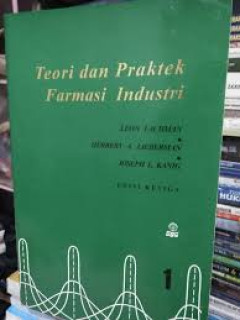 Teori dan Praktek
Farmasi Industri
LEON LACHMAN
HERBERT A. LIEBERMAN
JOSEPH L. KANIG
EDISI KETIGA
1